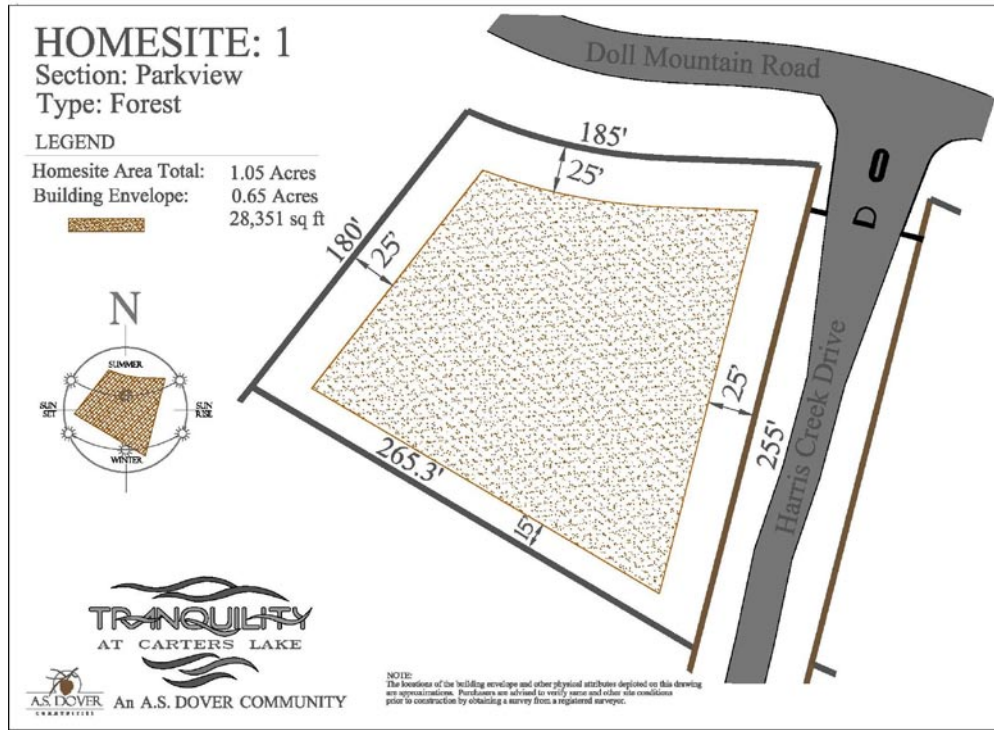 HOMESITE: 1
Section: Parkview
Type: Forest
LEGEND
Homesite Area Total: 1.05 Acres
Building Envelope: 0.65 Acres
28,351 sq ft
Doll Mountain Road
185'
25'
180'
25'
25'
255'
Harris Creek Drive
265.3'
15'
N
SUMMER
SUN SET
SUN RISE
WINTER
TRANQUILITY
AT CARTERS LAKE
A.S. DOVER
COMMUNITIES
An A.S. DOVER COMMUNITY
NOTE:
The locations of the building envelope and other physical attributes depicted on this drawing
are approximations. Purchasers are advised to verify same and other site conditions
prior to construction by obtaining a survey from a registered surveyor.